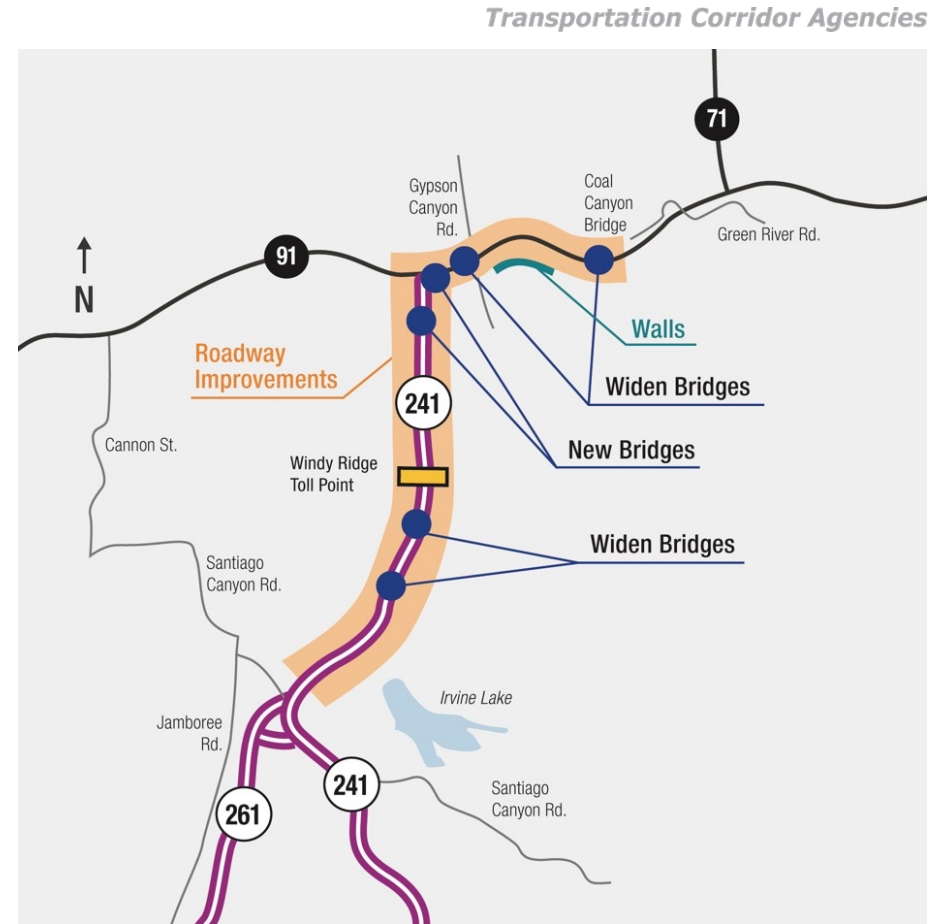 Transportation Corridor Agencies
71
Gypson
Canyon
Rd.
Coal
Canyon
Bridge
Green River Rd.
91
N
Walls
Roadway
Improvements
Widen Bridges
241
Cannon St.
New Bridges
Windy Ridge
Toll Point
Widen Bridges
Santiago
Canyon Rd.
Irvine Lake
Jamboree
Rd.
241
Santiago
Canyon Rd.
261